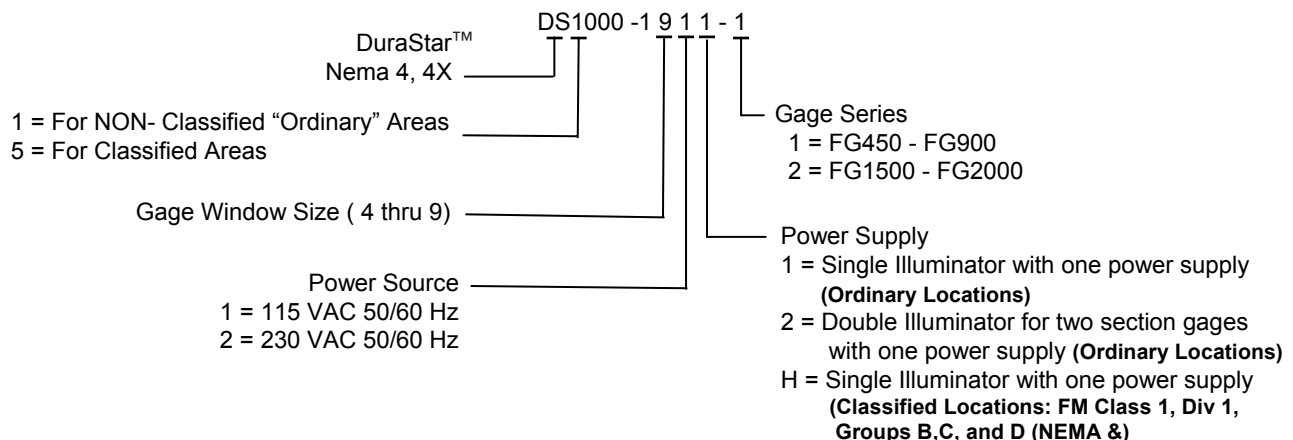 DS1000 -1 9 1 1 - 1
DuraStar™
Nema 4, 4X
1 = For NON- Classified “Ordinary” Areas
5 = For Classified Areas
Gage Window Size ( 4 thru 9)
Power Source
1 = 115 VAC 50/60 Hz
2 = 230 VAC 50/60 Hz
Gage Series
1 = FG450 - FG900
2 = FG1500 - FG2000
Power Supply
1 = Single Illuminator with one power supply
(Ordinary Locations)
2 = Double Illuminator for two section gages
with one power supply (Ordinary Locations)
H = Single Illuminator with one power supply
(Classified Locations: FM Class 1, Div 1,
Groups B,C, and D (NEMA &)